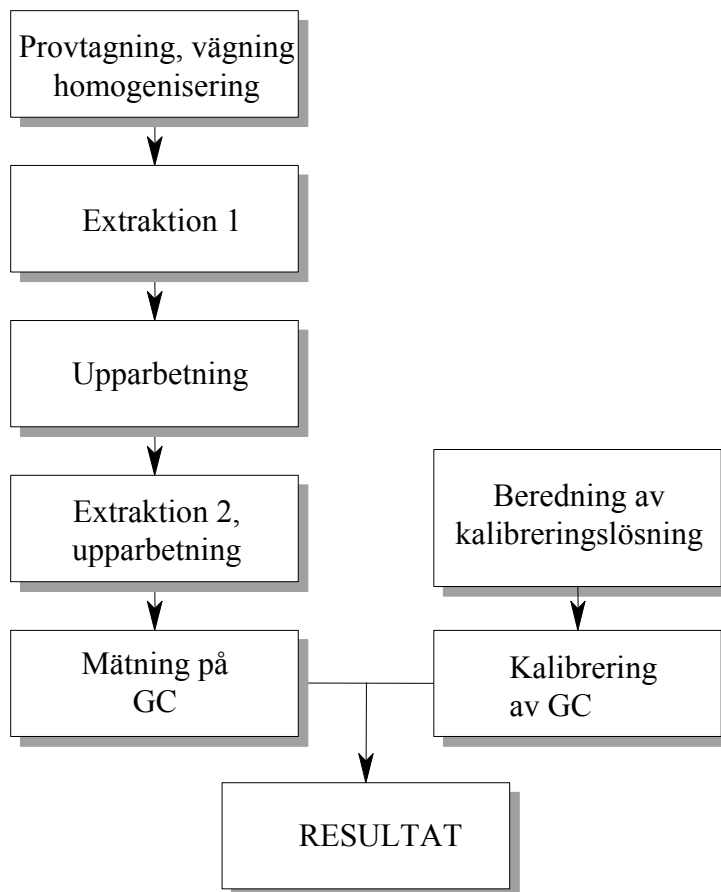 Provtagning, vägning
homogenisering
Extraktion 1
Upparbetning
Extraktion 2,
upparbetning
Beredning av
kalibreringslösning
Mätning på
GC
Kalibrering
av GC
RESULTAT